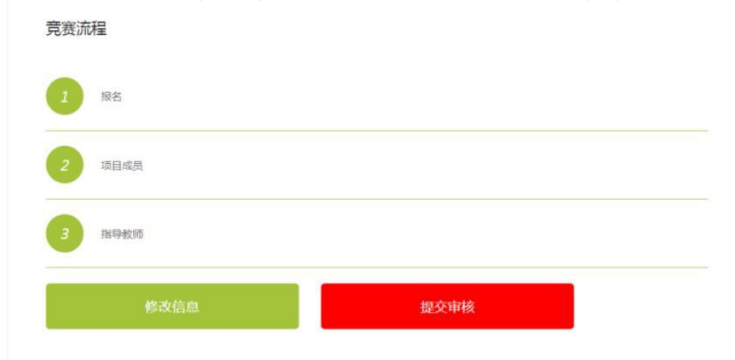 竞赛流程
1 报名
2 项目成员
3 指导教师
修改信息 提交审核